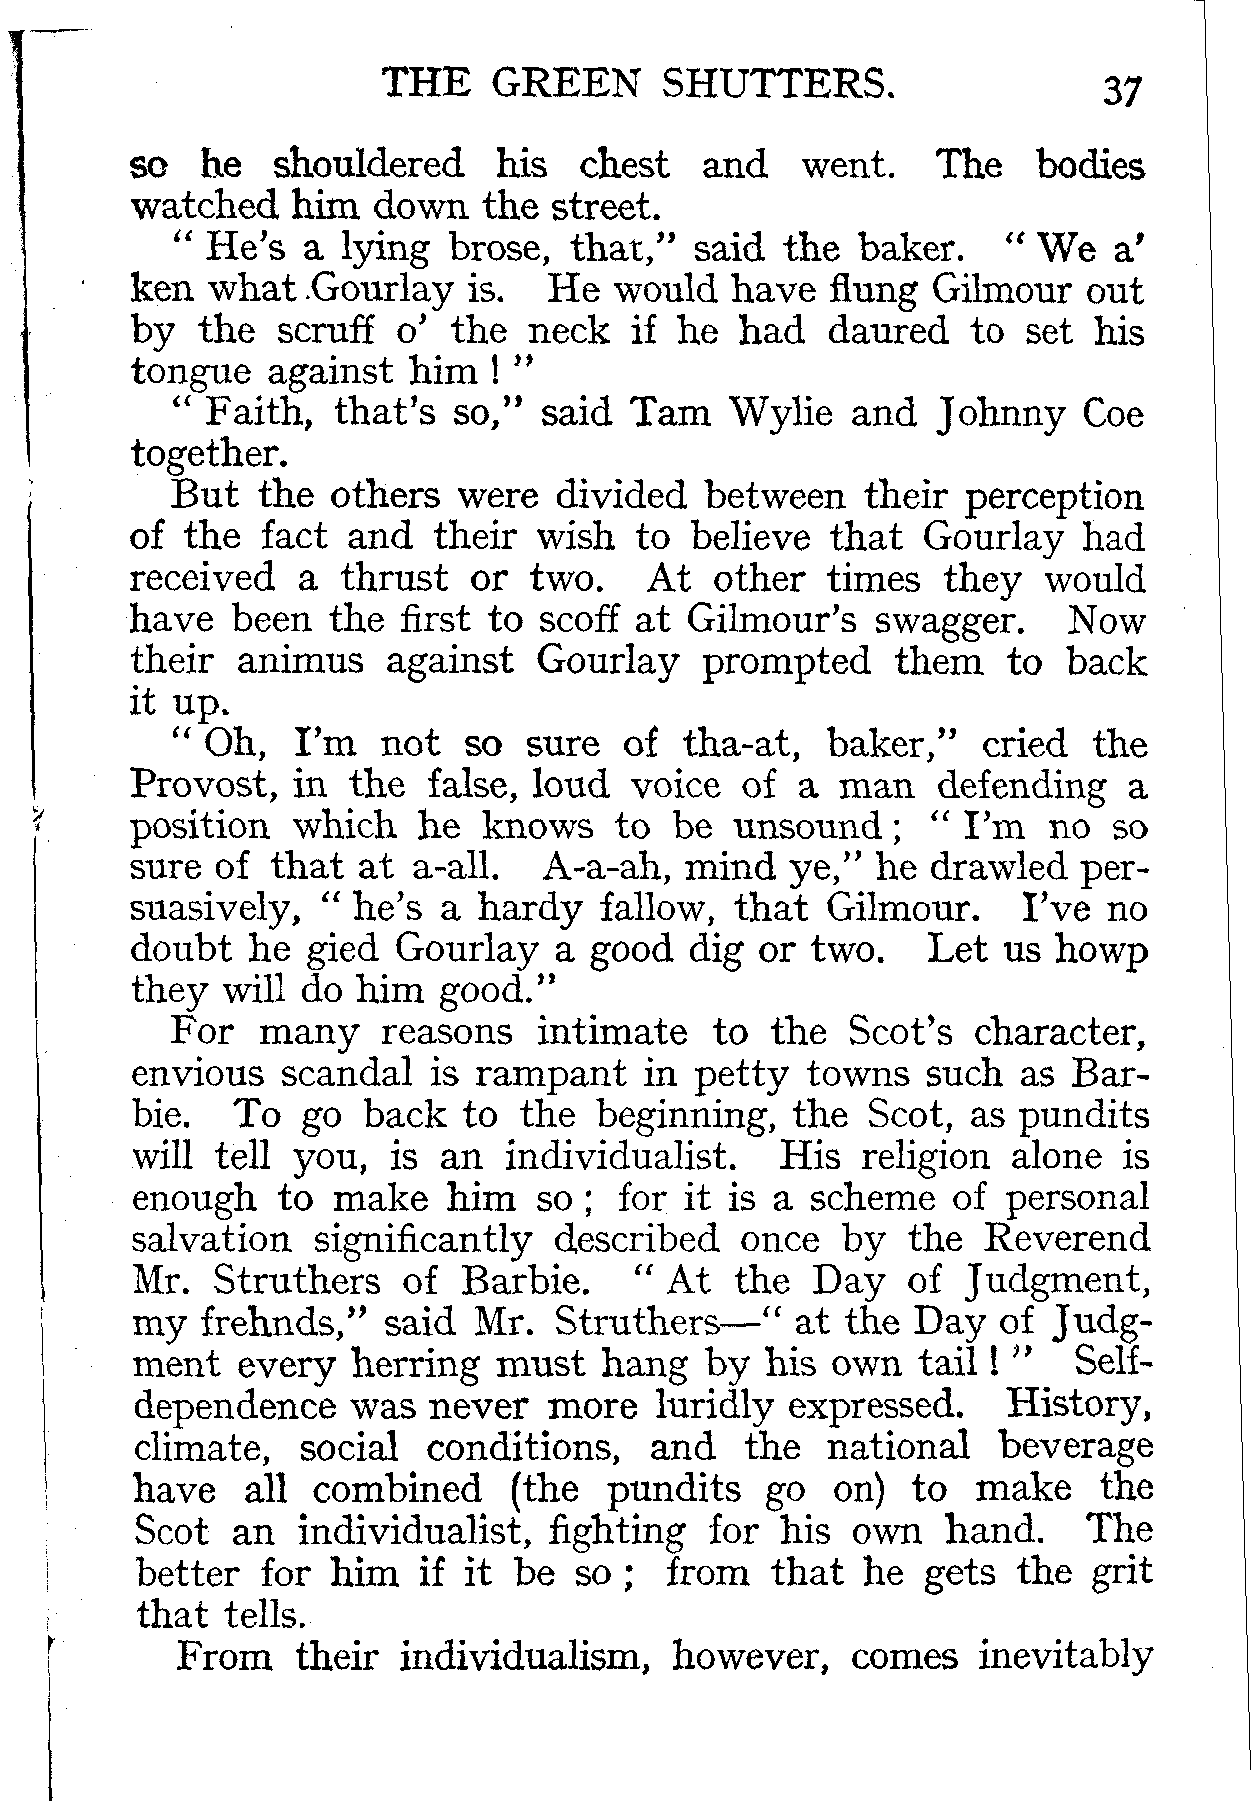 THE GREEN SHUTTERS. 37
so he shouldered his chest and went. The bodies
watched him down the street.
“ He's a lying brose, that,” said the baker. “ We a'
ken what Gourlay is. He would have flung Gilmour out
by the scruff o' the neck if he had daured to set his
tongue against him ! ”
“ Faith, that's so,” said Tam Wylie and Johnny Coe
together.
But the others were divided between their perception
of the fact and their wish to believe that Gourlay had
received a thrust or two. At other times they would
have been the first to scoff at Gilmour's swagger. Now
their animus against Gourlay prompted them to back
it up.
“ Oh, I'm not so sure of tha-at, baker,” cried the
Provost, in the false, loud voice of a man defending a
position which he knows to be unsound ; “ I'm no so
sure of that at a-all. A-a-ah, mind ye,” he drawled per-
suasively, “ he's a hardy fallow, that Gilmour. I've no
doubt he gied Gourlay a good dig or two. Let us howp
they will do him good.”
For many reasons intimate to the Scot's character,
envious scandal is rampant in petty towns such as Bar-
bie. To go back to the beginning, the Scot, as pundits
will tell you, is an individualist. His religion alone is
enough to make him so ; for it is a scheme of personal
salvation significantly described once by the Reverend
Mr. Struthers of Barbie. “ At the Day of Judgment,
my frehnds,” said Mr. Struthers—“ at the Day of Judg-
ment every herring must hang by his own tail ! ” Self-
dependence was never more luridly expressed. History,
climate, social conditions, and the national beverage
have all combined (the pundits go on) to make the
Scot an individualist, fighting for his own hand. The
better for him if it be so ; from that he gets the grit
that tells.
From their individualism, however, comes inevitably